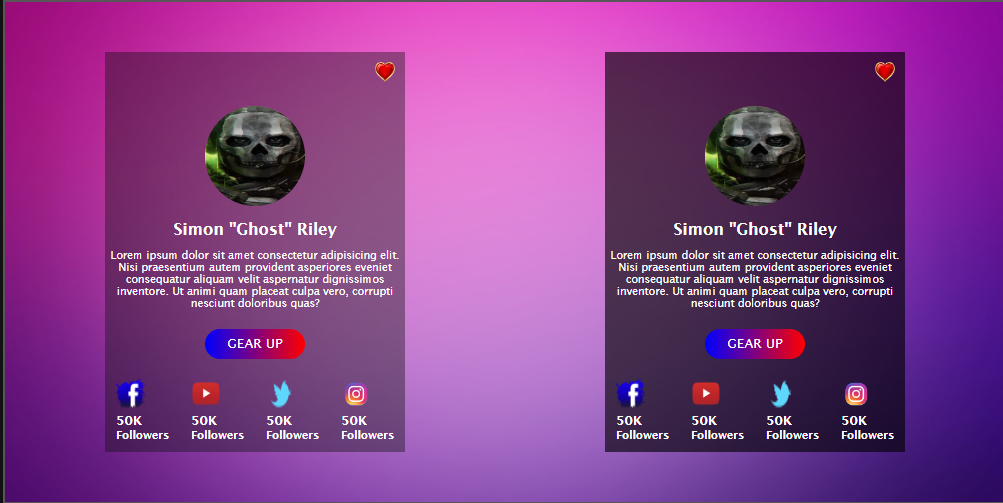 Simon "Ghost" Riley
Lorem ipsum dolor sit amet consectetur adipisicing elit.
Nisi praesentium autem provident asperiores eveniet
consequatur aliquam velit aspernatur dignissimos
inventore. Ut animi quam placeat culpa vero, corrupti
nesciunt doloribus quas?
GEAR UP
50K
Followers
50K
Followers
50K
Followers
50K
Followers
Simon "Ghost" Riley
Lorem ipsum dolor sit amet consectetur adipisicing elit.
Nisi praesentium autem provident asperiores eveniet
consequatur aliquam velit aspernatur dignissimos
inventore. Ut animi quam placeat culpa vero, corrupti
nesciunt doloribus quas?
GEAR UP
50K
Followers
50K
Followers
50K
Followers
50K
Followers